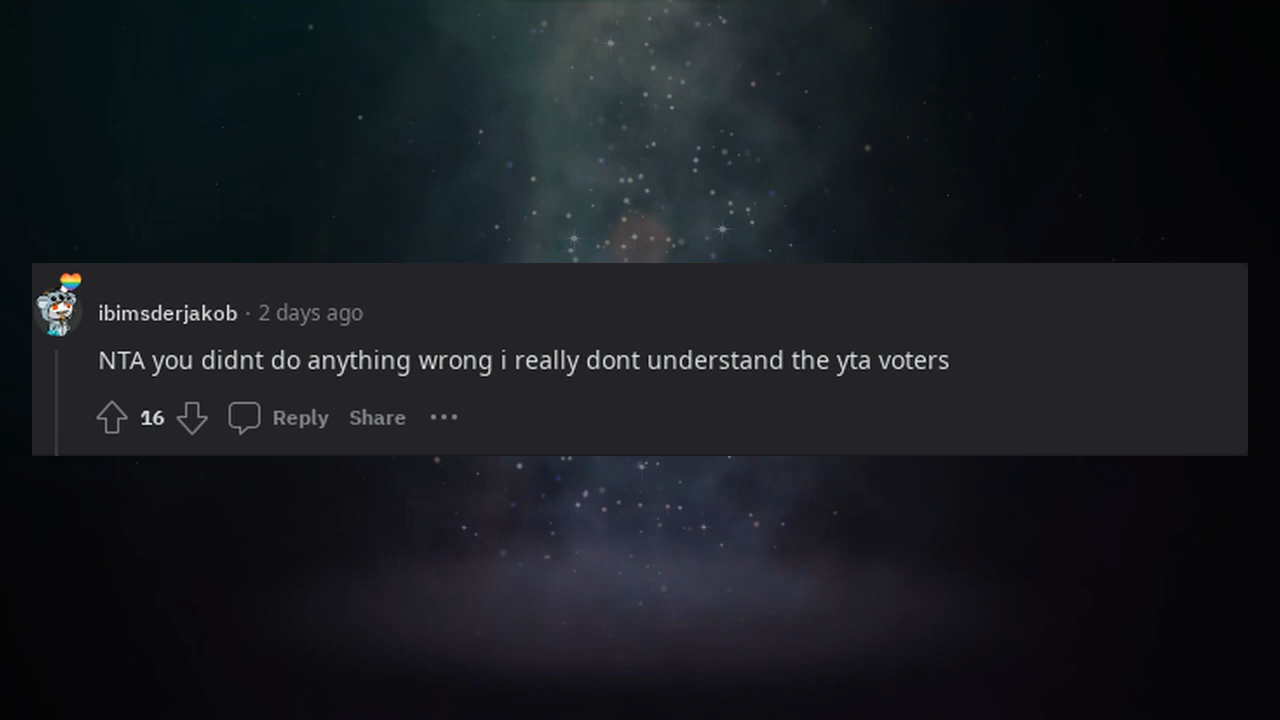 ibimsderjakob · 2 days ago
NTA you didnt do anything wrong i really dont understand the yta voters
16 Reply Share ···